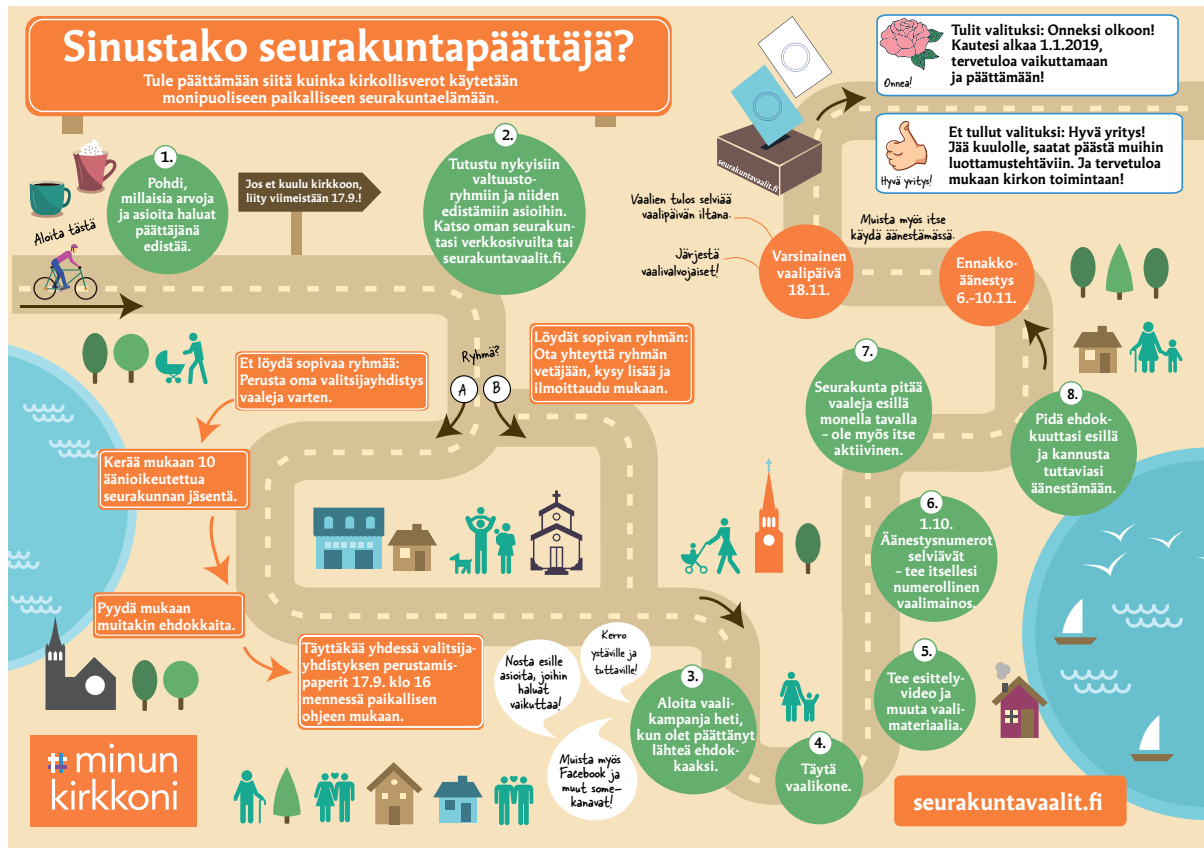 Sinustako seurakuntapäättäjä?
Tule päättämään siitä kuinka kirkollisverot käytetään
monipuoliseen paikalliseen seurakuntaelämään.
Aloita tästä
1.
Pohdi,
millaisia arvoja
ja asioita haluat
päättäjänä
edistää.
Jos et kuulu kirkkoon,
liity viimeistään 17.9.!
2.
Tutustu nykyisiin
valtuusto-
ryhmiin ja niiden
edistämiin asioihin.
Katso oman seurakun-
tasi verkkosivuilta tai
seurakuntavaalit.fi.
Ryhmä?
A
B
Et löydä sopivaa ryhmää:
Perusta oma valitsijayhdistys
vaaleja varten.
Kerää mukaan 10
äänioikeutettua
seurakunnan jäsentä.
Pyydä mukaan
muitakin ehdokkaita.
Täyttäkää yhdessä valitsija-
yhdistyksen perustamis-
paperit 17.9. klo 16
mennessä paikallisen
ohjeen mukaan.
Löydät sopivan ryhmän:
Ota yhteyttä ryhmän
vetäjään, kysy lisää ja
ilmoittaudu mukaan.
Nosta esille
asioita, joihin
haluat
vaikuttaa!
Kerro
ystäville ja
tuttaville!
Muista myös
Facebook ja
muut some-
kanavat!
3.
Aloita vaali-
kampanja heti,
kun olet päättänyt
lähteä ehdok-
kaaksi.
4.
Täytä
vaalikone.
5.
Tee esittely-
video ja
muuta vaali-
materiaalia.
6.
1.10.
Äänestysnumerot
selviävät
– tee itsellesi
numerollinen
vaalimainos.
7.
Seurakunta pitää
vaaleja esillä
monella tavalla
– ole myös itse
aktiivinen.
8.
Pidä ehdok-
kuuttasi esillä
ja kannusta
tuttaviasi
äänestämään.
Ennakko-
äänestys
6.–10.11.
Muista myös itse
käydä äänestämässä.
Varsinainen
vaalipäivä
18.11.
Vaalien tulos selviää
vaalipäivän iltana.
Järjestä
vaalivalvojaiset!
seurakuntavaalit.fi
Onnea!
Tulit valituksi: Onneksi olkoon!
Kautesi alkaa 1.1.2019,
tervetuloa vaikuttamaan
ja päättämään!
Hyvä yritys!
Et tullut valituksi: Hyvä yritys!
Jää kuulolle, saatat päästä muihin
luottamustehtäviin. Ja tervetuloa
mukaan kirkon toimintaan!
# minun
kirkkoni
seurakuntavaalit.fi